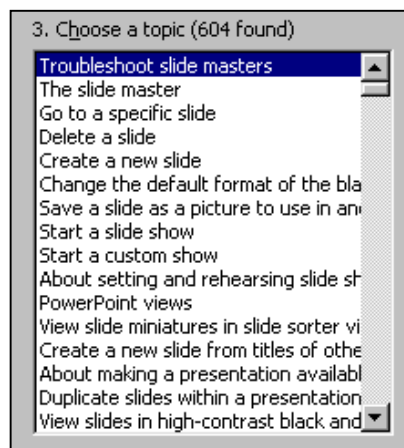 3. Choose a topic (604 found)
Troubleshoot slide masters
The slide master
Go to a specific slide
Delete a slide
Create a new slide
Change the default format of the bla
Save a slide as a picture to use in an
Start a slide show
Start a custom show
About setting and rehearsing slide sh
PowerPoint views
View slide miniatures in slide sorter vi
Create a new slide from titles of othe
About making a presentation availabl
Duplicate slides within a presentation
View slides in high-contrast black and